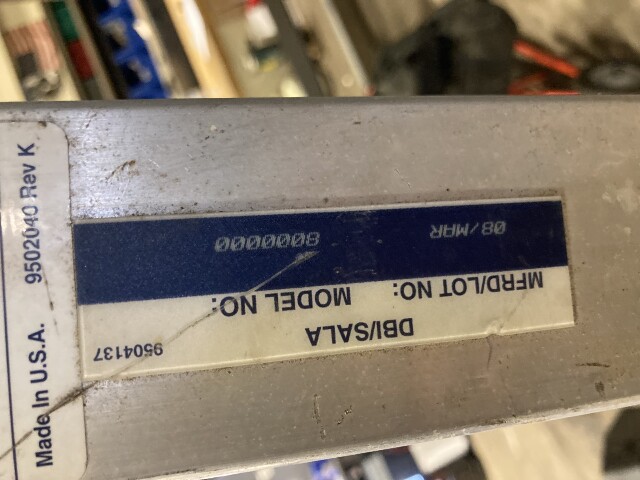 DBI/SALA
9504137
MFRD/LOT NO:
MODEL NO:
08/MAR
8000000
Made In U.S.A.
9502040 Rev K